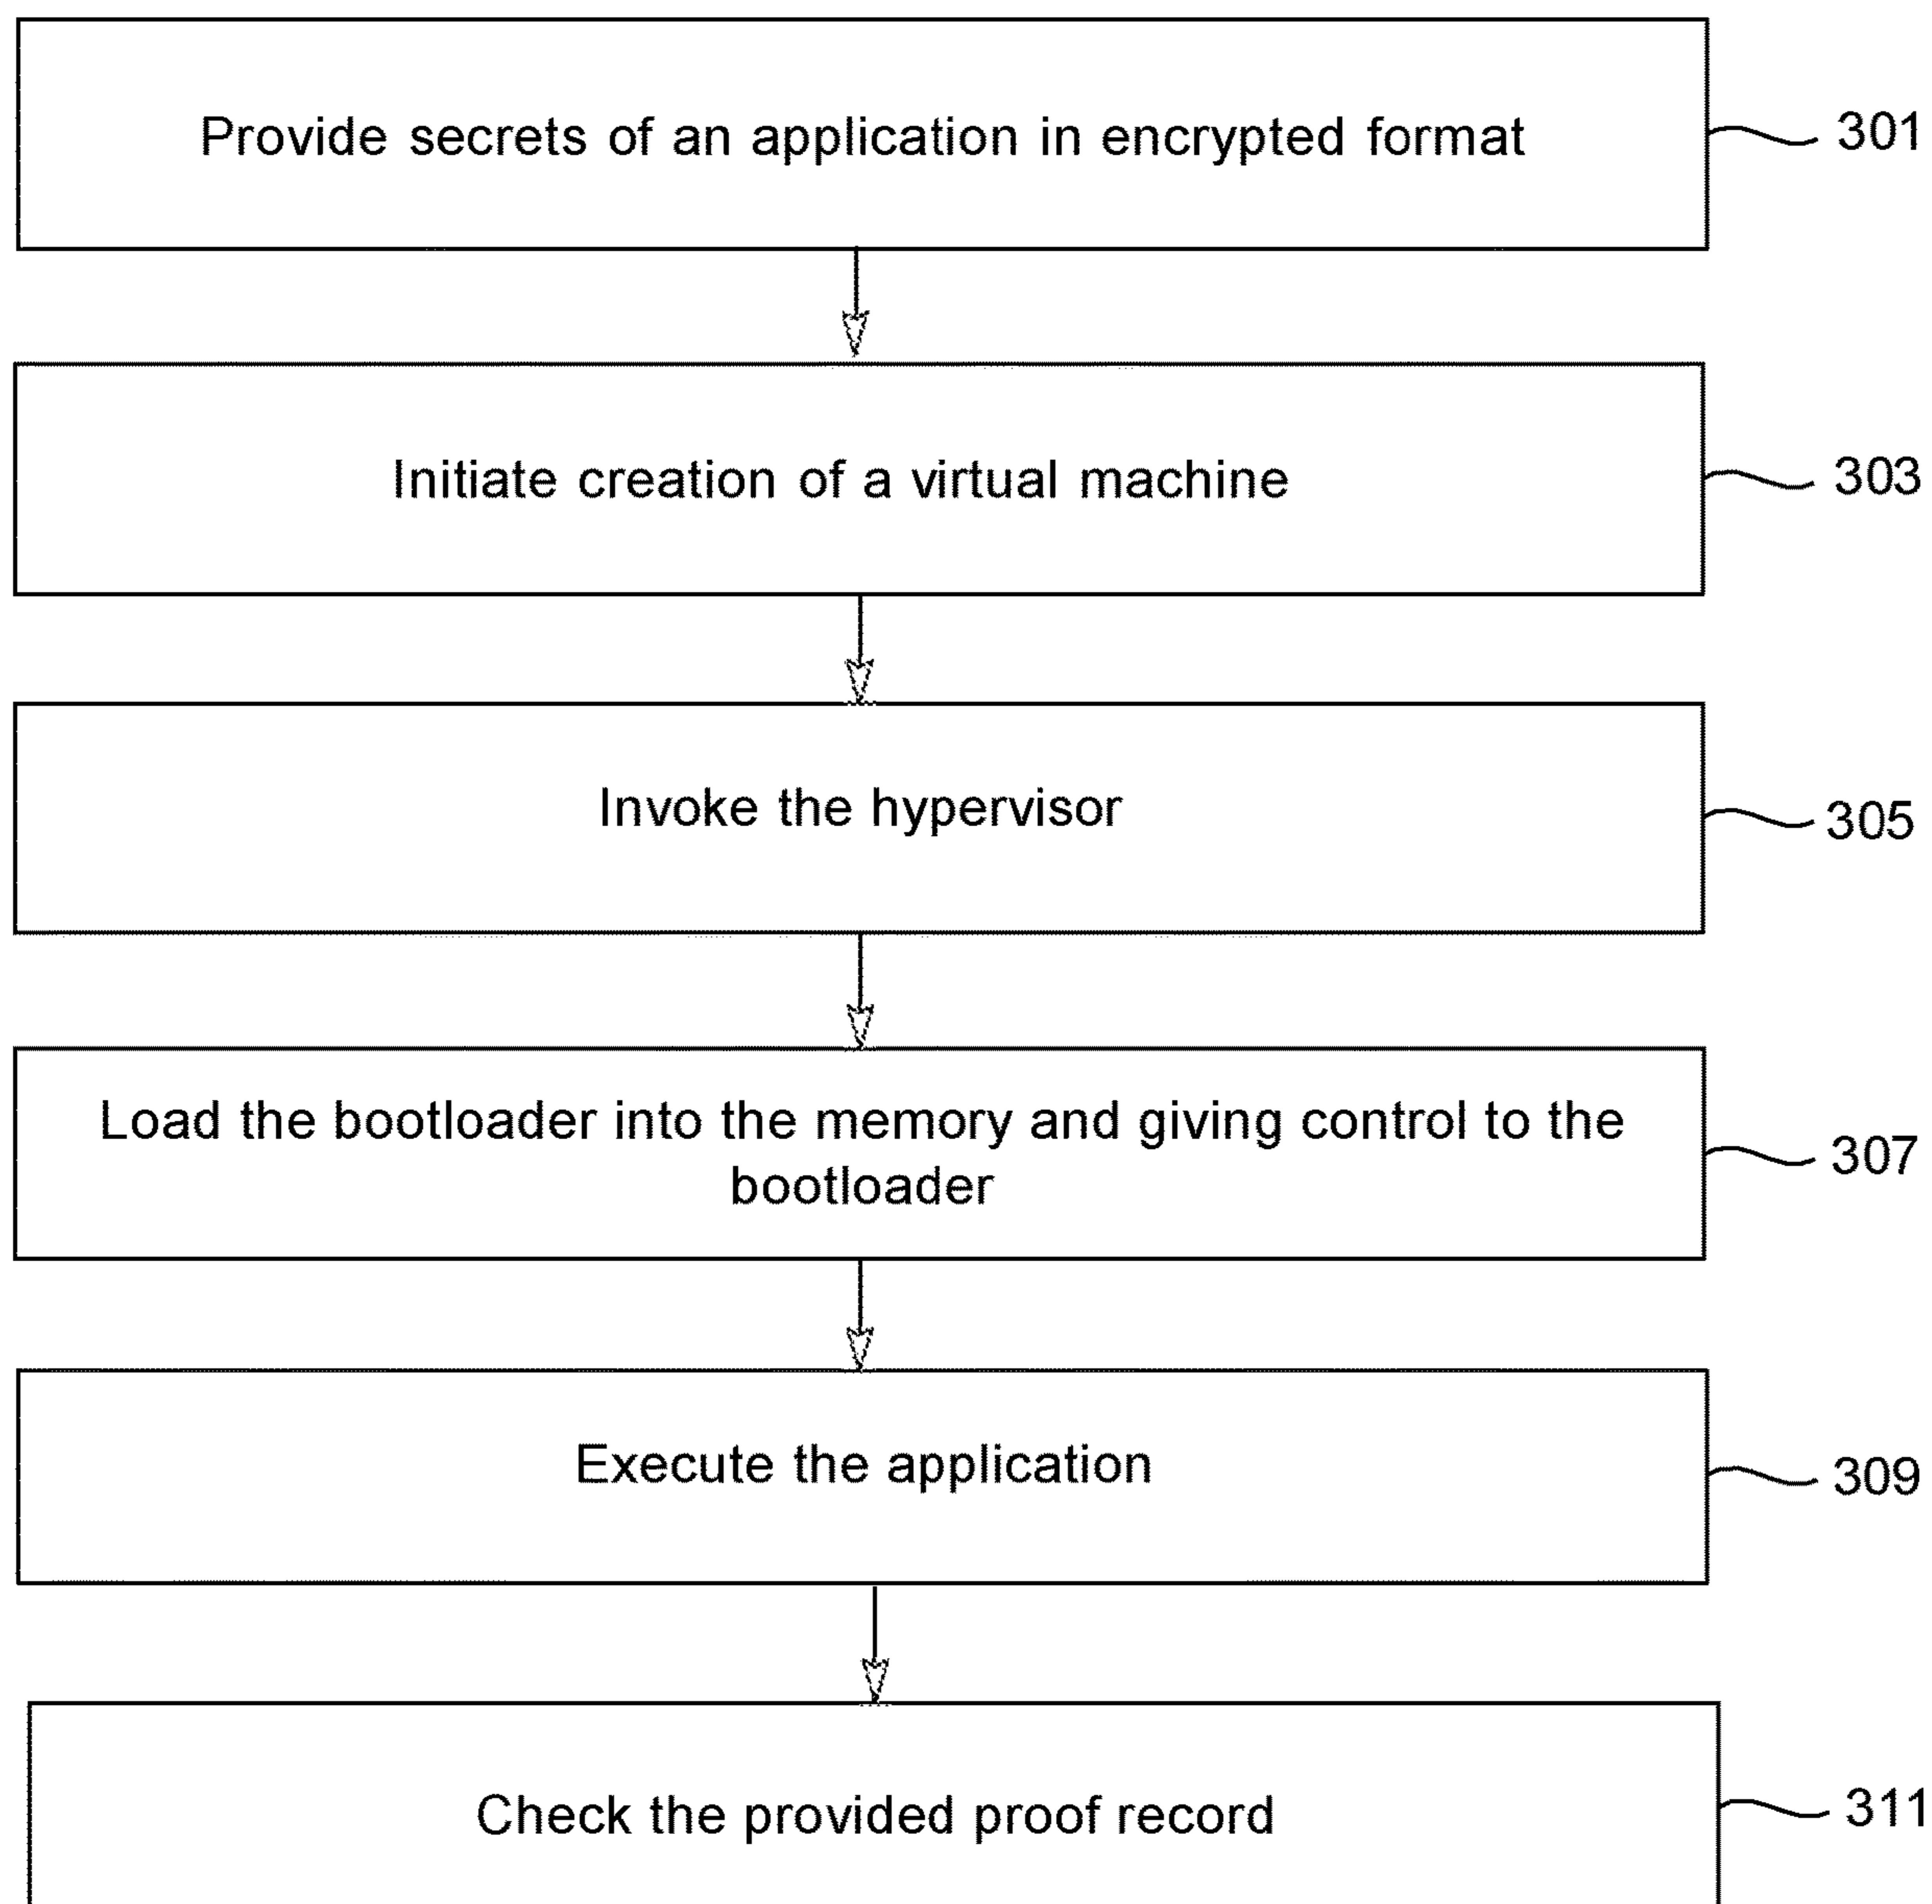 Provide secrets of an application in encrypted format
301
Initiate creation of a virtual machine
303
Invoke the hypervisor
305
Load the bootloader into the memory and giving control to the
bootloader
307
Execute the application
309
Check the provided proof record
311